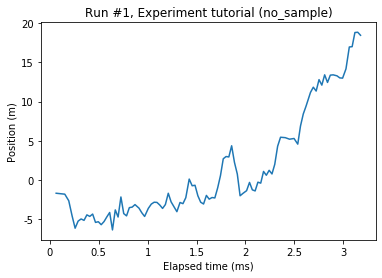 Run #1, Experiment tutorial (no_sample)
20
15
10
5
0
-5
Position (m)
0 0.5 1 1.5 2 2.5 3
Elapsed time (ms)